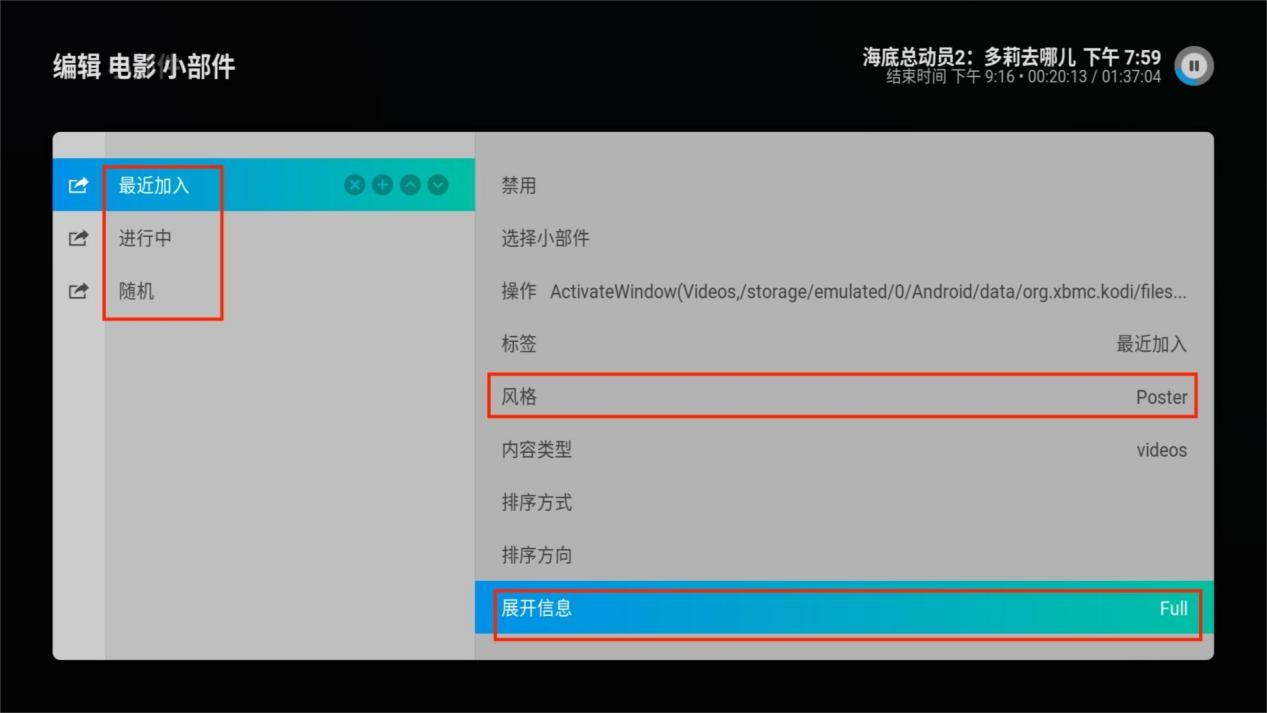 编辑 电影 小部件
海底总动员2：多莉去哪儿 下午 7:59
结束时间 下午 9:16 • 00:20:13 / 01:37:04
最近加入
进行中
随机
禁用
选择小部件
操作 ActivateWindow(Videos,/storage/emulated/0/Android/data/org.xbmc.kodi/files...
标签 最近加入
风格 Poster
内容类型 videos
排序方式
排序方向
展开信息 Full